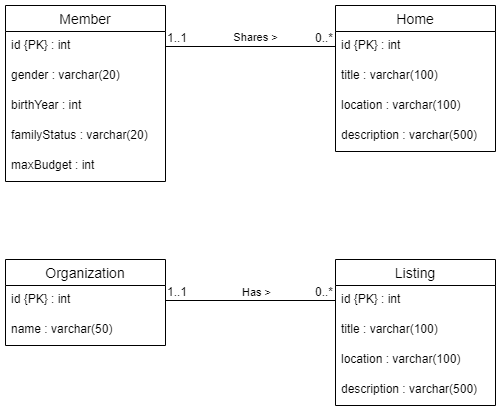 Member
id {PK} : int
gender : varchar(20)
birthYear : int
familyStatus : varchar(20)
maxBudget : int
1..1 Shares > 0..*
Home
id {PK} : int
title : varchar(100)
location : varchar(100)
description : varchar(500)
Organization
id {PK} : int
name : varchar(50)
1..1 Has > 0..*
Listing
id {PK} : int
title : varchar(100)
location : varchar(100)
description : varchar(500)